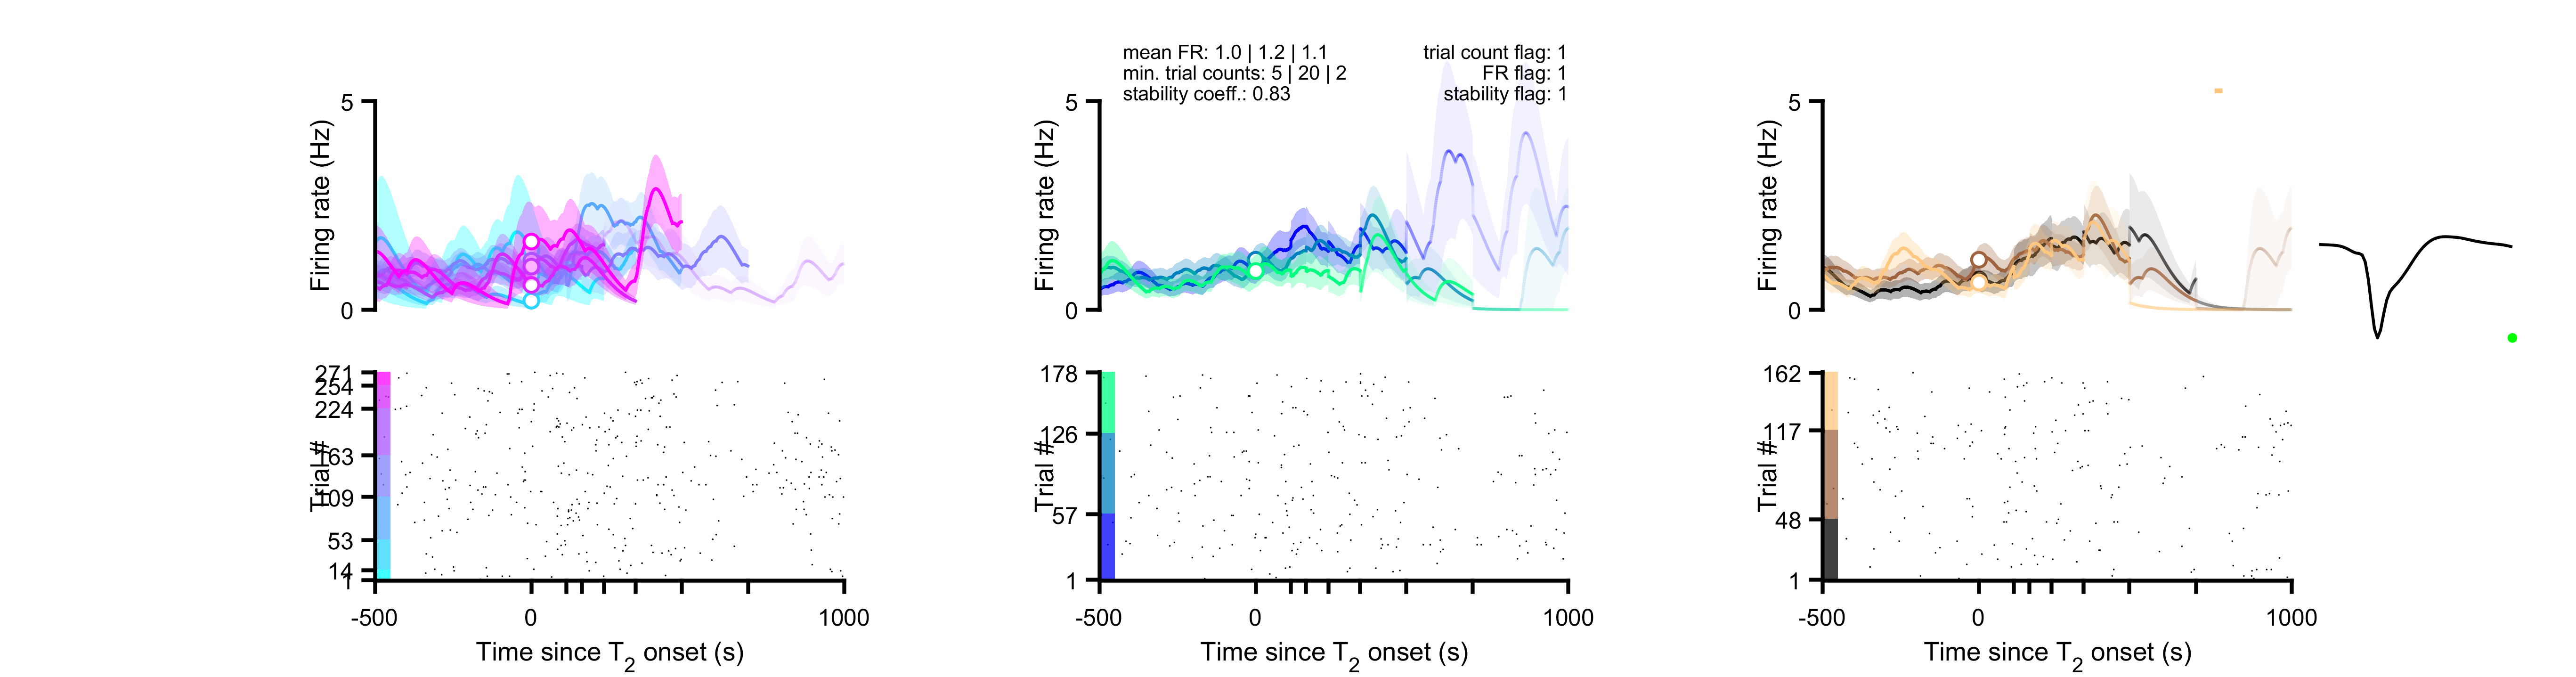 mean FR: 1.0 | 1.2 | 1.1
min. trial counts: 5 | 20 | 2
stability coeff.: 0.83
trial count flag: 1
FR flag: 1
stability flag: 1
5
0
Firing rate (Hz)
5
0
Firing rate (Hz)
5
0
Firing rate (Hz)
271
254
224
163
109
53
14
1
Trial #
-500
0
1000
Time since T2 onset (s)
178
126
57
1
Trial #
-500
0
1000
Time since T2 onset (s)
162
117
48
1
Trial #
-500
0
1000
Time since T2 onset (s)